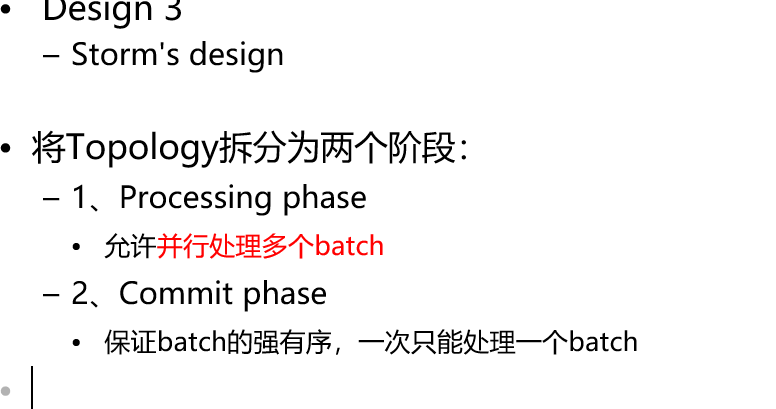 • Design 3
– Storm's design
• 将Topology拆分为两个阶段：
– 1、Processing phase
• 允许并行处理多个batch
– 2、Commit phase
• 保证batch的强有序，一次只能处理一个batch
•